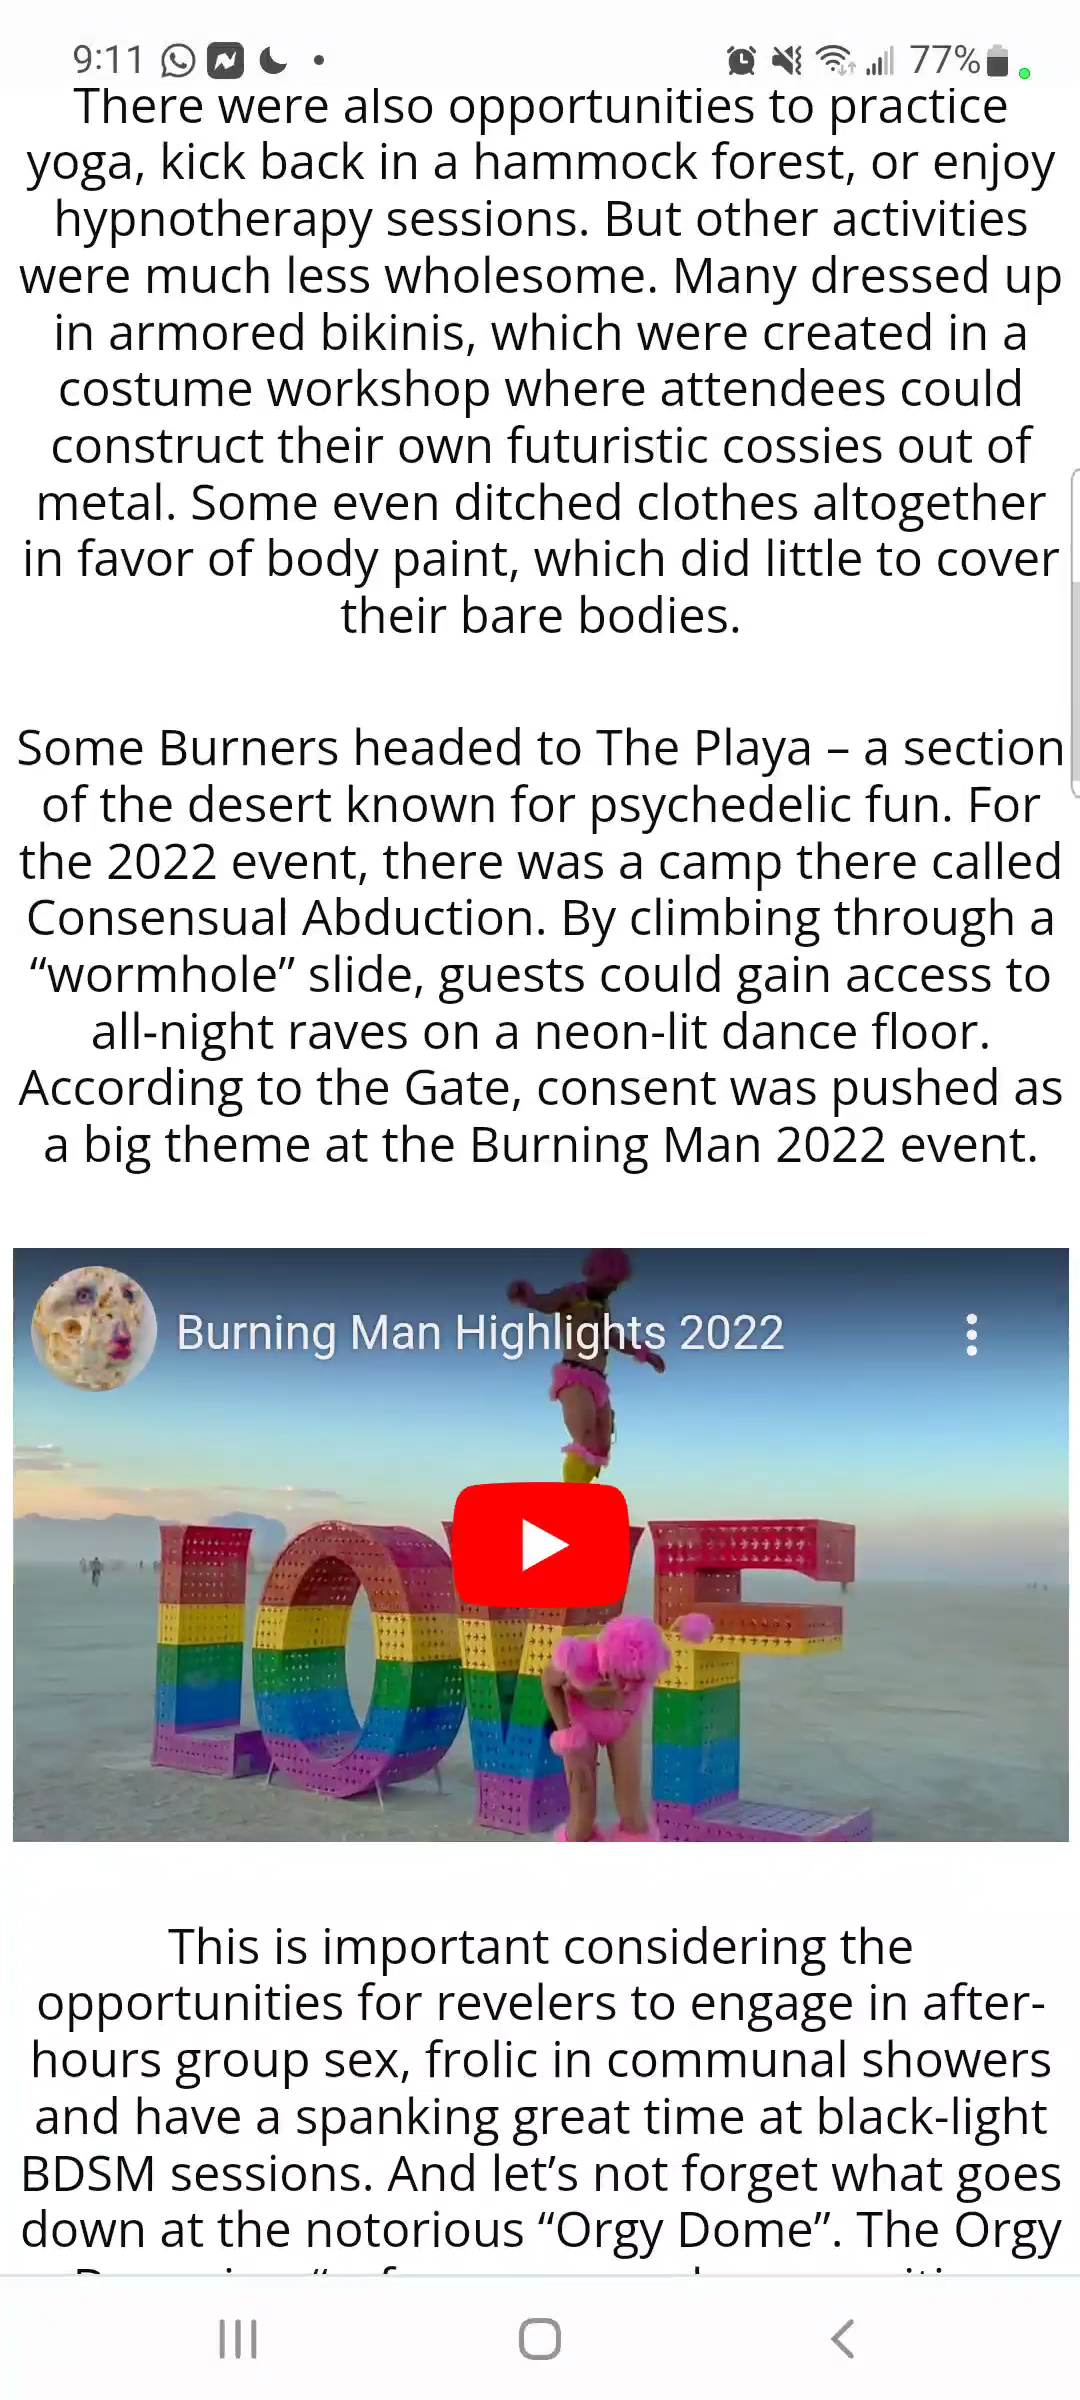 9:11
77%
There were also opportunities to practice
yoga, kick back in a hammock forest, or enjoy
hypnotherapy sessions. But other activities
were much less wholesome. Many dressed up
in armored bikinis, which were created in a
costume workshop where attendees could
construct their own futuristic cossies out of
metal. Some even ditched clothes altogether
in favor of body paint, which did little to cover
their bare bodies.
Some Burners headed to The Playa – a section
of the desert known for psychedelic fun. For
the 2022 event, there was a camp there called
Consensual Abduction. By climbing through a
“wormhole” slide, guests could gain access to
all-night raves on a neon-lit dance floor.
According to the Gate, consent was pushed as
a big theme at the Burning Man 2022 event.
Burning Man Highlights 2022
LOVE
This is important considering the
opportunities for revelers to engage in after-
hours group sex, frolic in communal showers
and have a spanking great time at black-light
BDSM sessions. And let’s not forget what goes
down at the notorious “Orgy Dome”. The Orgy